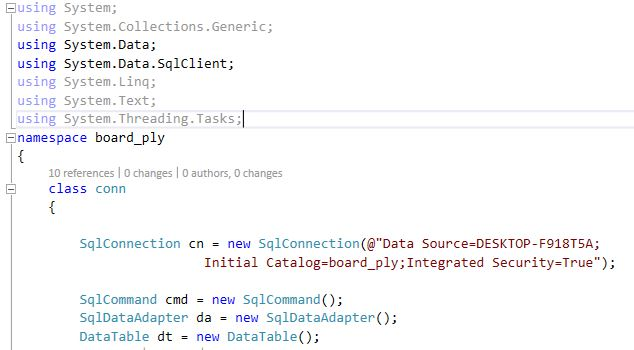 using System;
using System.Collections.Generic;
using System.Data;
using System.Data.SqlClient;
using System.Linq;
using System.Text;
using System.Threading.Tasks;
namespace board_ply
{
10 references | 0 changes | 0 authors, 0 changes
class conn
{
SqlConnection cn = new SqlConnection(@"Data Source=DESKTOP-F918T5A;
Initial Catalog=board_ply;Integrated Security=True");
SqlCommand cmd = new SqlCommand();
SqlDataAdapter da = new SqlDataAdapter();
DataTable dt = new DataTable();